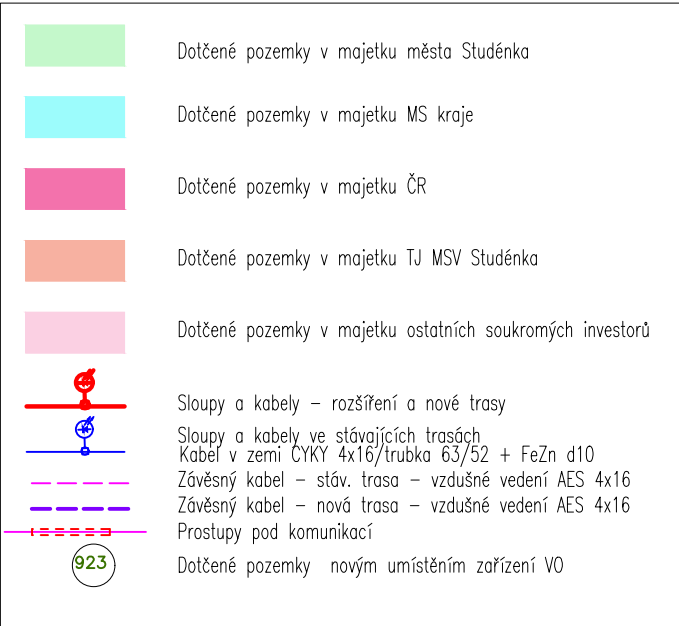 Dotčené pozemky v majetku města Studénka
Dotčené pozemky v majetku MS kraje
Dotčené pozemky v majetku ČR
Dotčené pozemky v majetku TJ MSV Studénka
Dotčené pozemky v majetku ostatních soukromých investorů
Sloupy a kabely – rozšíření a nové trasy
Sloupy a kabely ve stávajících trasách
Kabel v zemi CYKY 4x16/trubka 63/52 + FeZn d10
Závěsný kabel – stáv. trasa – vzdušné vedení AES 4x16
Závěsný kabel – nová trasa – vzdušné vedení AES 4x16
Prostupy pod komunikací
923 Dotčené pozemky novým umístěním zařízení VO